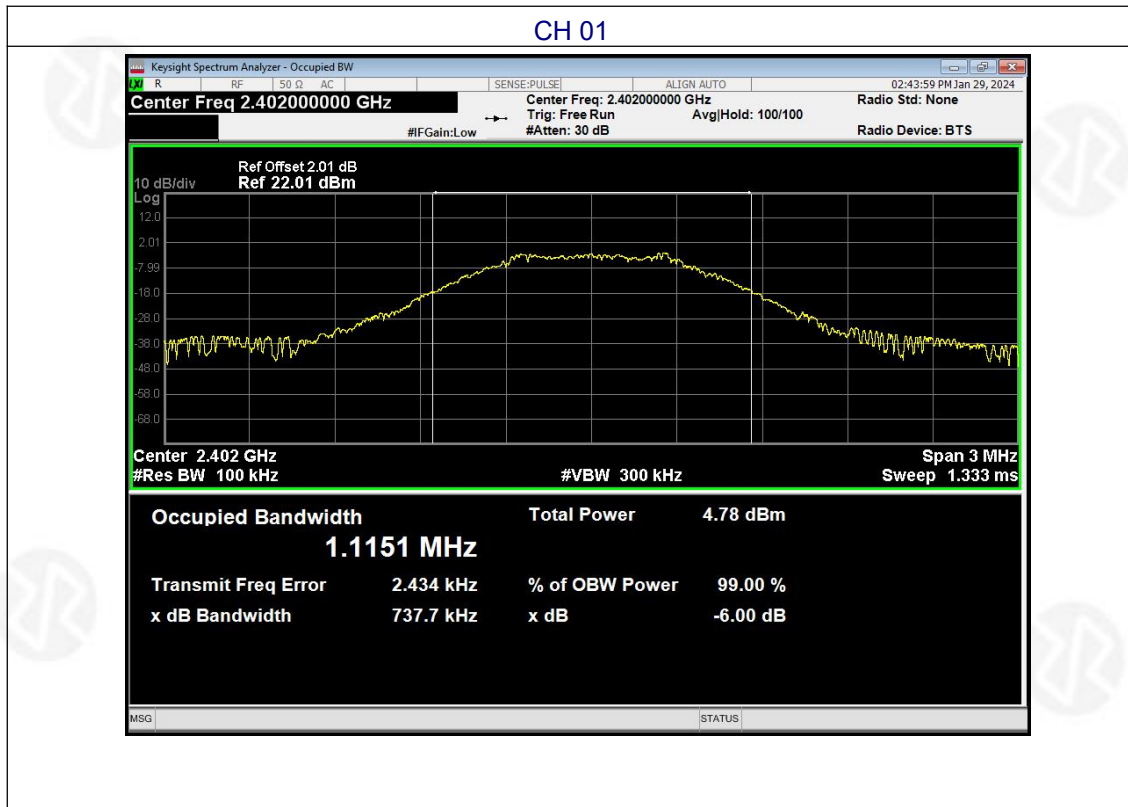 CH 01
Keysight Spectrum Analyzer - Occupied BW
LXI R RF 50 Ω AC SENSE:PULSE ALIGN AUTO 02:43:59 PM Jan 29, 2024
Center Freq 2.402000000 GHz Center Freq: 2.402000000 GHz Radio Std: None
Trig: Free Run Avg|Hold: 100/100
#IFGain:Low #Atten: 30 dB Radio Device: BTS
Ref Offset 2.01 dB
10 dB/div Ref 22.01 dBm
Log
12.0
2.01
-7.99
-18.0
-28.0
-38.0
-48.0
-58.0
-68.0
Center 2.402 GHz Span 3 MHz
#Res BW 100 kHz #VBW 300 kHz Sweep 1.333 ms
Occupied Bandwidth Total Power 4.78 dBm
1.1151 MHz
Transmit Freq Error 2.434 kHz % of OBW Power 99.00 %
x dB Bandwidth 737.7 kHz x dB -6.00 dB
MSG STATUS